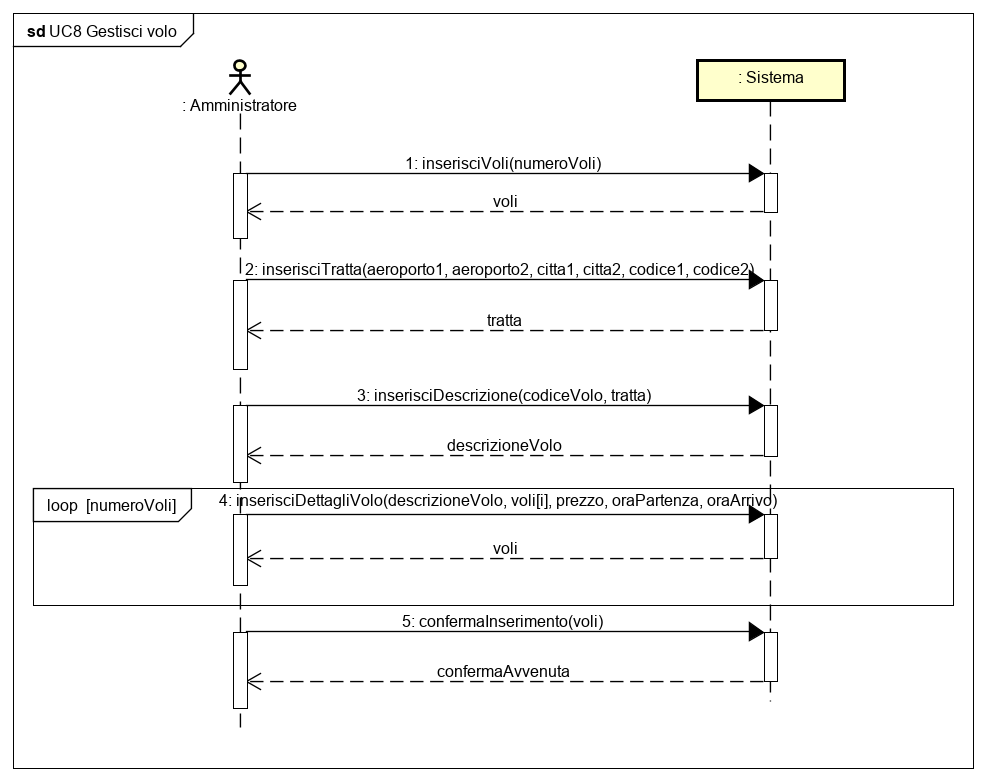 sd UC8 Gestisci volo
: Amministratore
: Sistema
1: inserisciVoli(numeroVoli)
voli
2: inserisciTratta(aeroporto1, aeroporto2, citta1, citta2, codice1, codice2)
tratta
3: inserisciDescrizione(codiceVolo, tratta)
descrizioneVolo
loop [numeroVoli]
4: inserisciDettagliVolo(descrizioneVolo, voli[i], prezzo, oraPartenza, oraArrivo)
voli
5: confermaInserimento(voli)
confermaAvvenuta